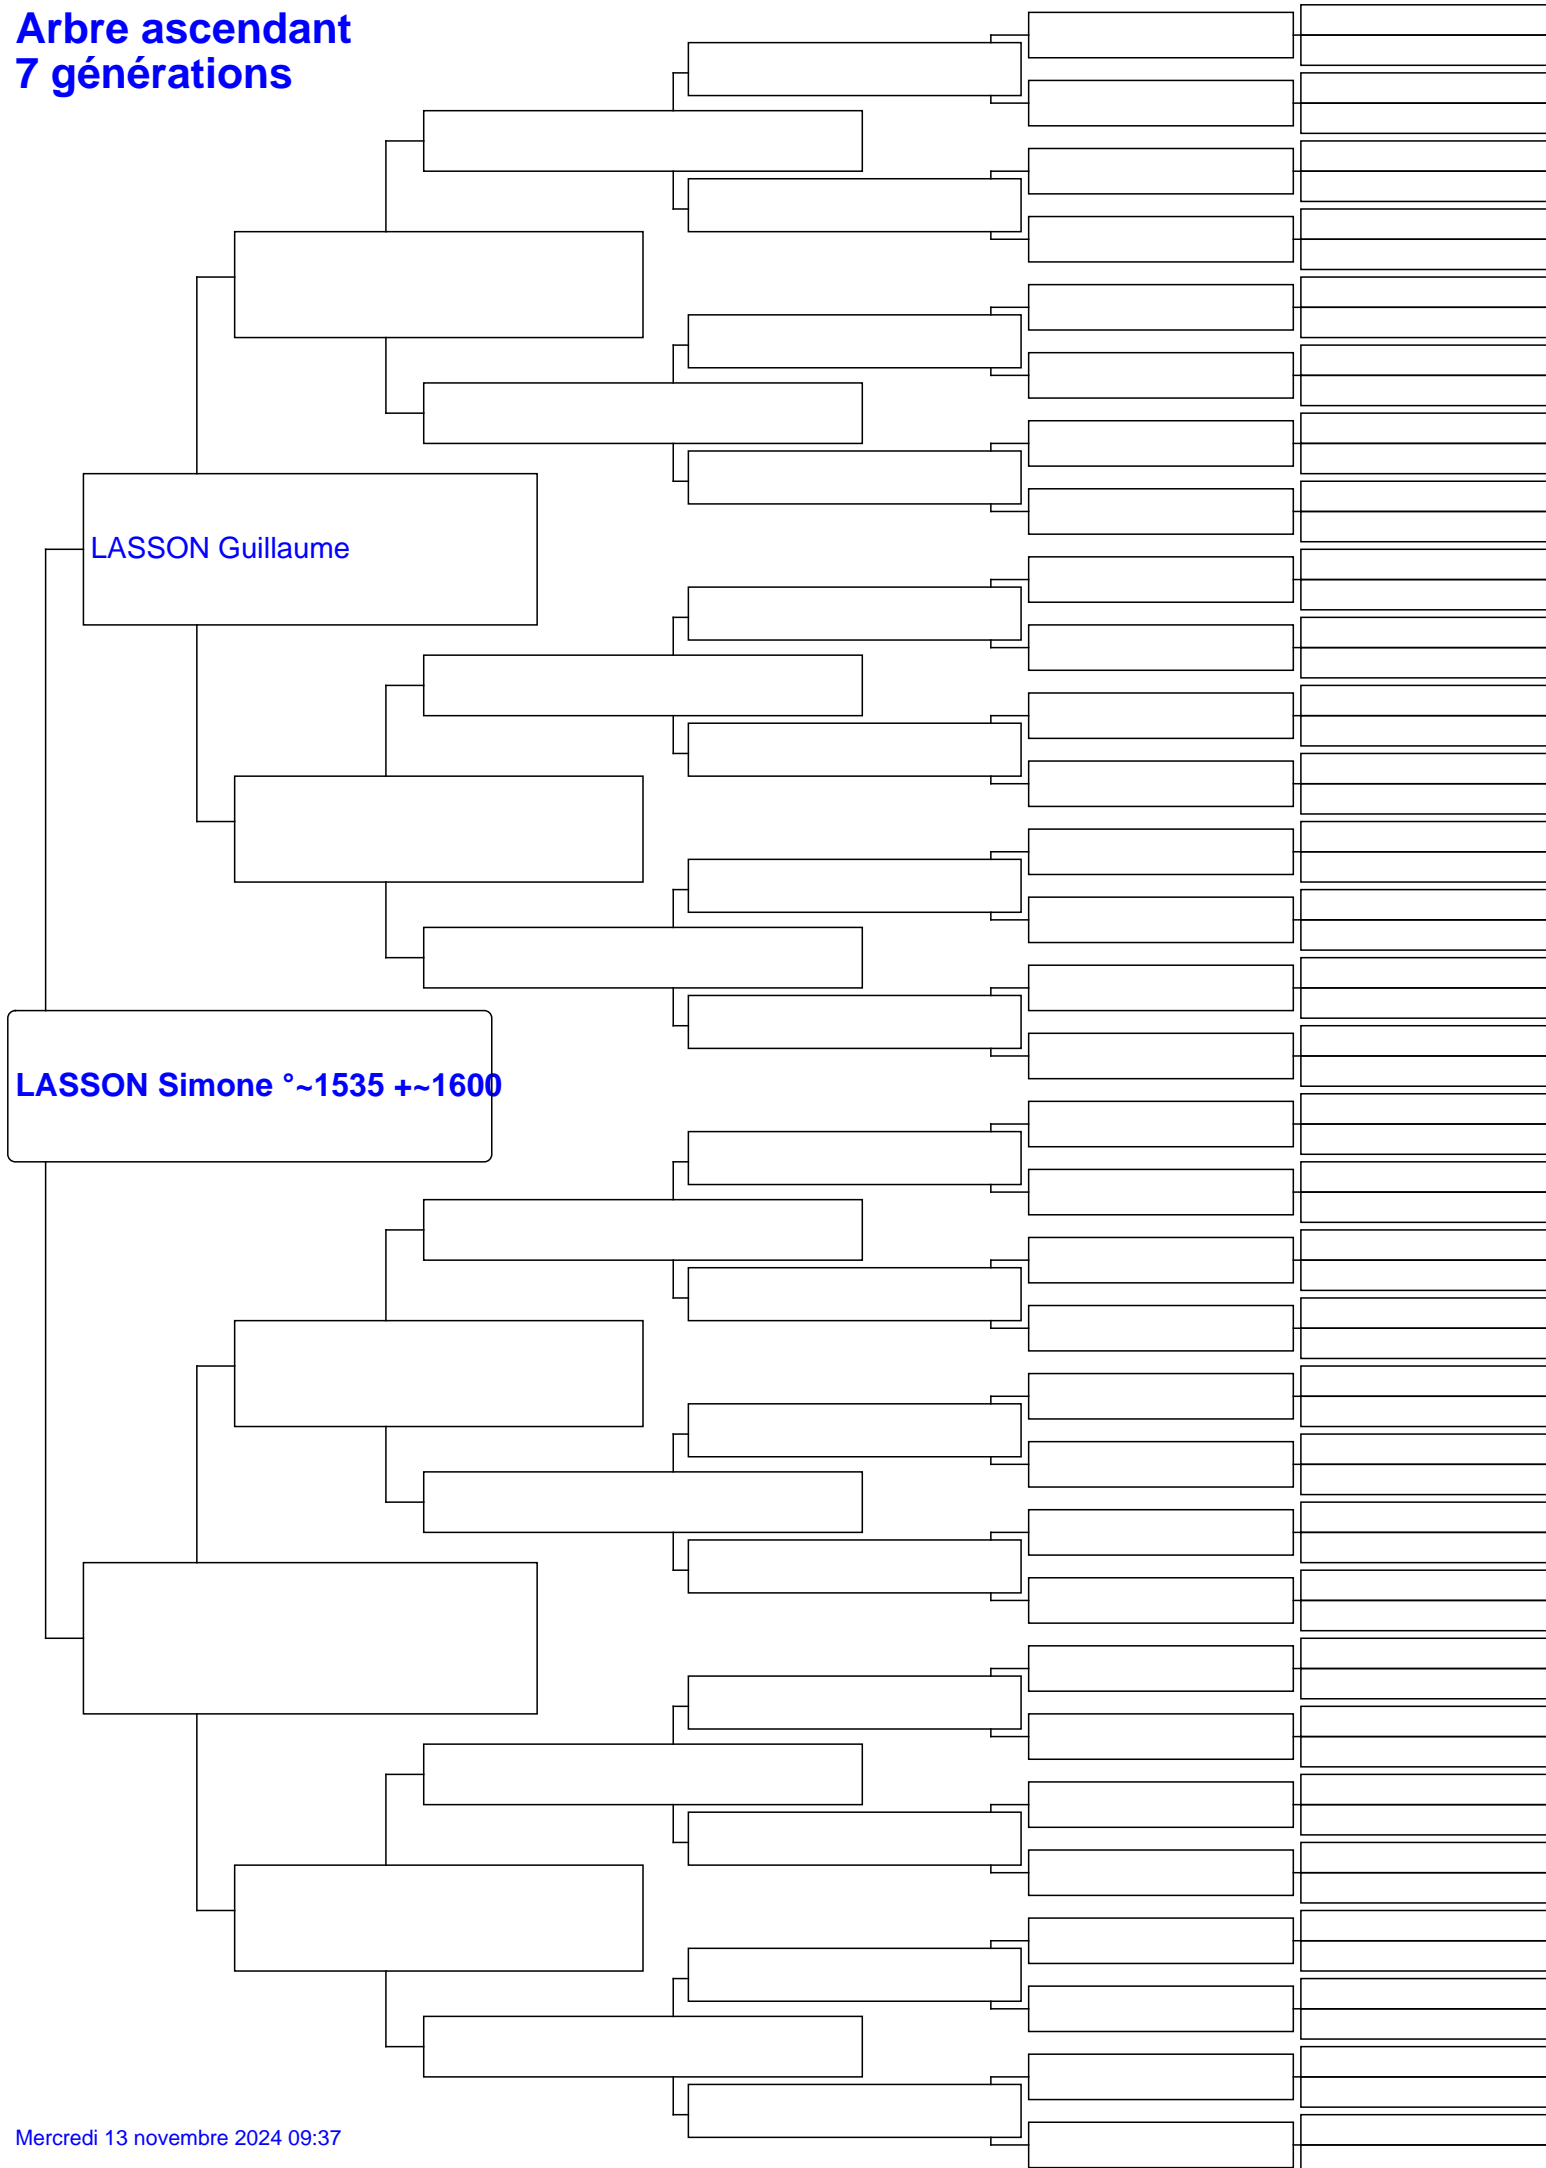 Arbre ascendant
7 générations
LASSON Guillaume
LASSON Simone °~1535 +~1600
Mercredi 13 novembre 2024 09:37